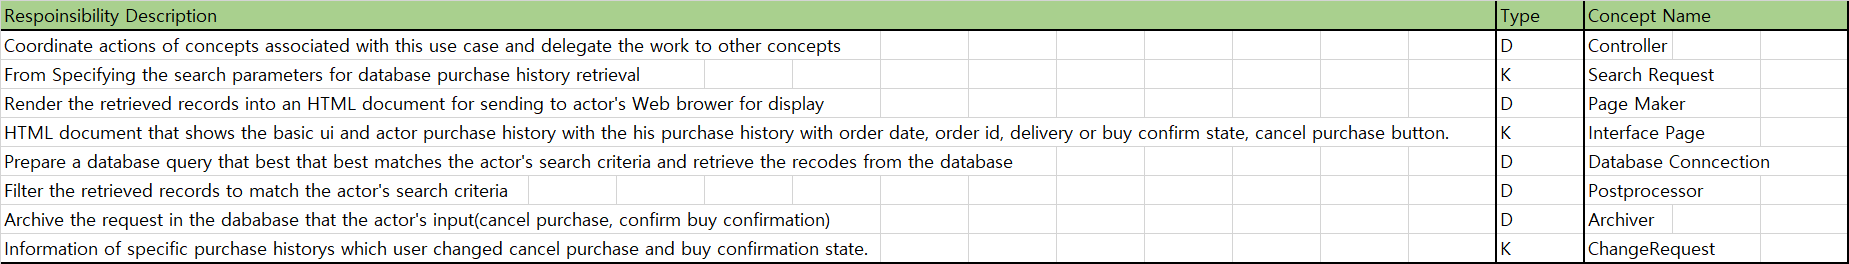 Respoinsibility Description Type Concept Name
Coordinate actions of concepts associated with this use case and delegate the work to other concepts D Controller
From Specifying the search parameters for database purchase history retrieval K Search Request
Render the retrieved records into an HTML document for sending to actor's Web brower for display D Page Maker
HTML document that shows the basic ui and actor purchase history with the his purchase history with order date, order id, delivery or buy confirm state, cancel purchase button. K Interface Page
Prepare a database query that best that best matches the actor's search criteria and retrieve the recodes from the database D Database Conncection
Filter the retrieved records to match the actor's search criteria D Postprocessor
Archive the request in the dababase that the actor's input(cancel purchase, confirm buy confirmation) D Archiver
Information of specific purchase historys which user changed cancel purchase and buy confirmation state. K ChangeRequest